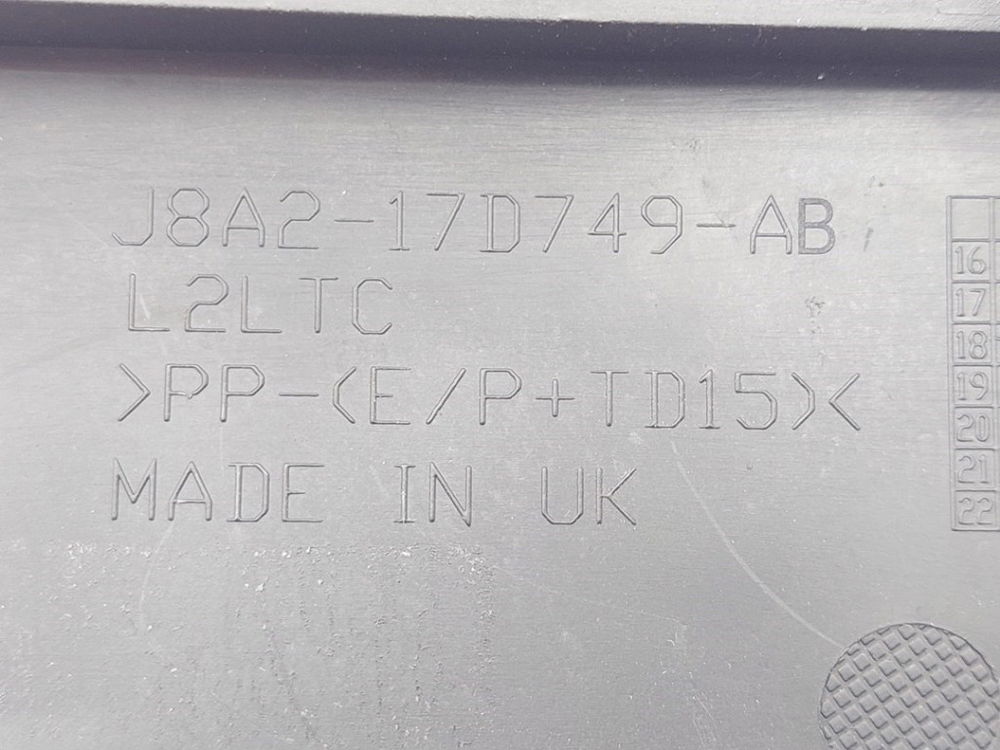 J8A2-17D749-AB
L2LTC
>PP-(E/P+TD15)<
MADE IN UK
16
17
18
19
20
21
22